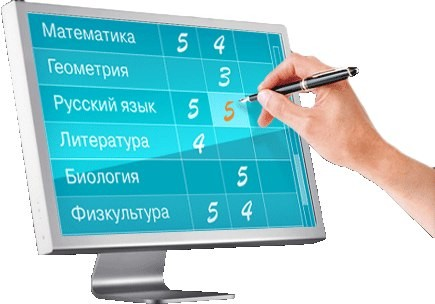 Математика 5 4
Геометрия 3
Русский язык 5 5
Литература 4
Биология 5
Физкультура 5 4